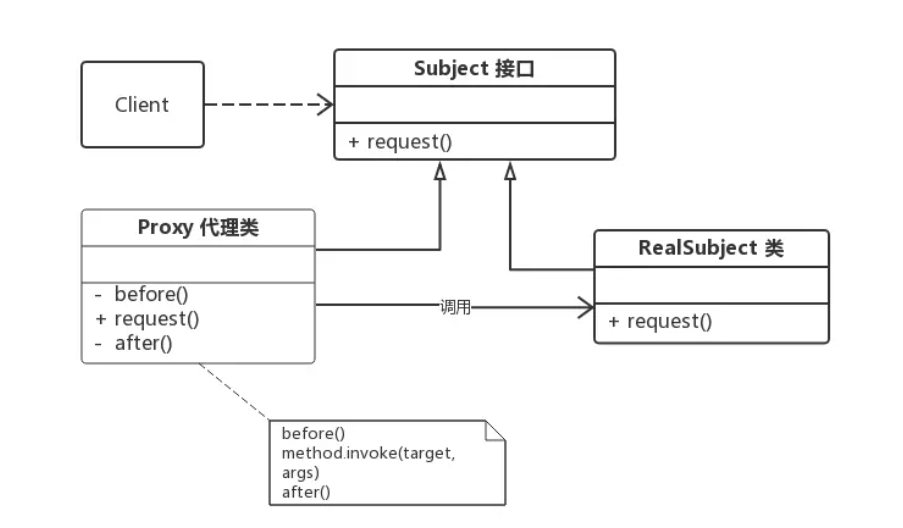 Client
Subject 接口
+ request()
Proxy 代理类
- before()
+ request()
- after()
调用
RealSubject 类
+ request()
before()
method.invoke(target,
args)
after()